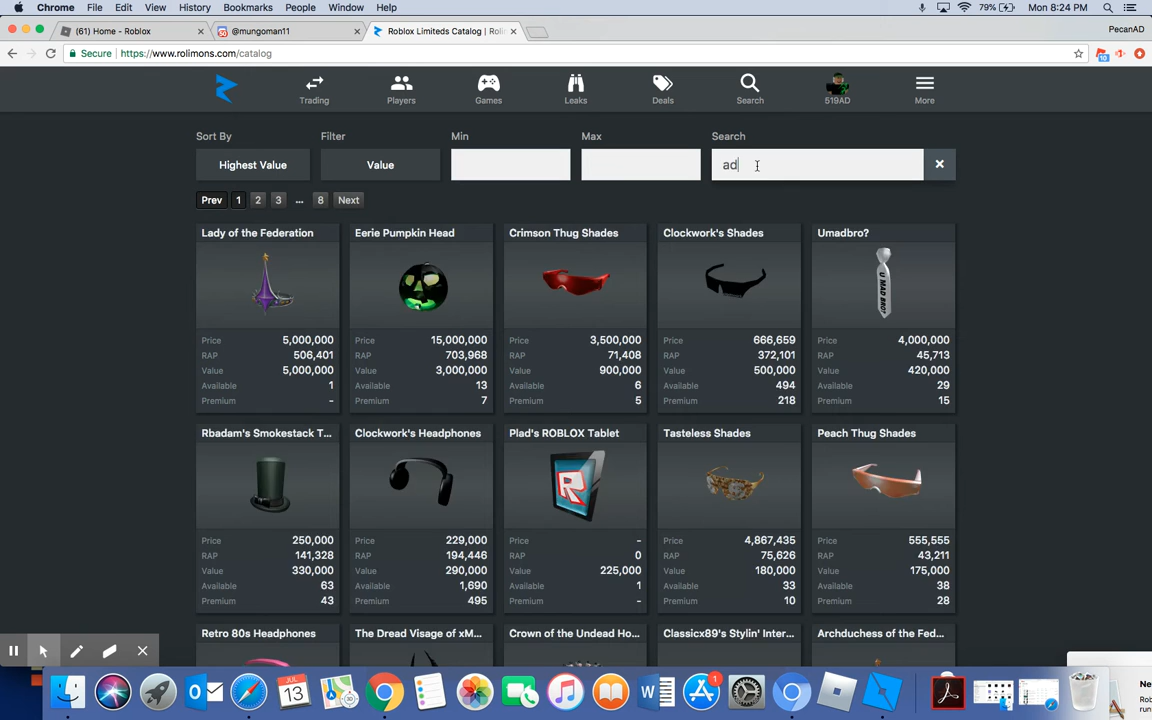 Chrome File Edit View History Bookmarks People Window Help 79% Mon 8:24 PM
(61) Home - Roblox @mungoman11 Roblox Limiteds Catalog | Roli PecanAD
Secure https://www.rolimons.com/catalog
Trading Players Games Leaks Deals Search 519AD More
Sort By Filter Min Max Search
Highest Value Value ad
Prev 1 2 3 ... 8 Next
Lady of the Federation Eerie Pumpkin Head Crimson Thug Shades Clockwork's Shades Umadbro?
U MAD BRO?
Price 5,000,000 Price 15,000,000 Price 3,500,000 Price 666,659 Price 4,000,000
RAP 506,401 RAP 703,968 RAP 71,408 RAP 372,101 RAP 45,713
Value 5,000,000 Value 3,000,000 Value 900,000 Value 500,000 Value 420,000
Available 1 Available 13 Available 6 Available 494 Available 29
Premium - Premium 7 Premium 5 Premium 218 Premium 15
Rbadam's Smokestack T... Clockwork's Headphones Plad's ROBLOX Tablet Tasteless Shades Peach Thug Shades
R
Price 250,000 Price 229,000 Price - Price 4,867,435 Price 555,555
RAP 141,328 RAP 194,446 RAP 0 RAP 75,626 RAP 43,211
Value 330,000 Value 290,000 Value 225,000 Value 180,000 Value 175,000
Available 63 Available 1,690 Available 1 Available 33 Available 38
Premium 43 Premium 495 Premium - Premium 10 Premium 28
Retro 80s Headphones The Dread Visage of xM... Crown of the Undead Ho... Classicx89's Stylin' Inter... Archduchess of the Fed...
JUL
13
1
Ne